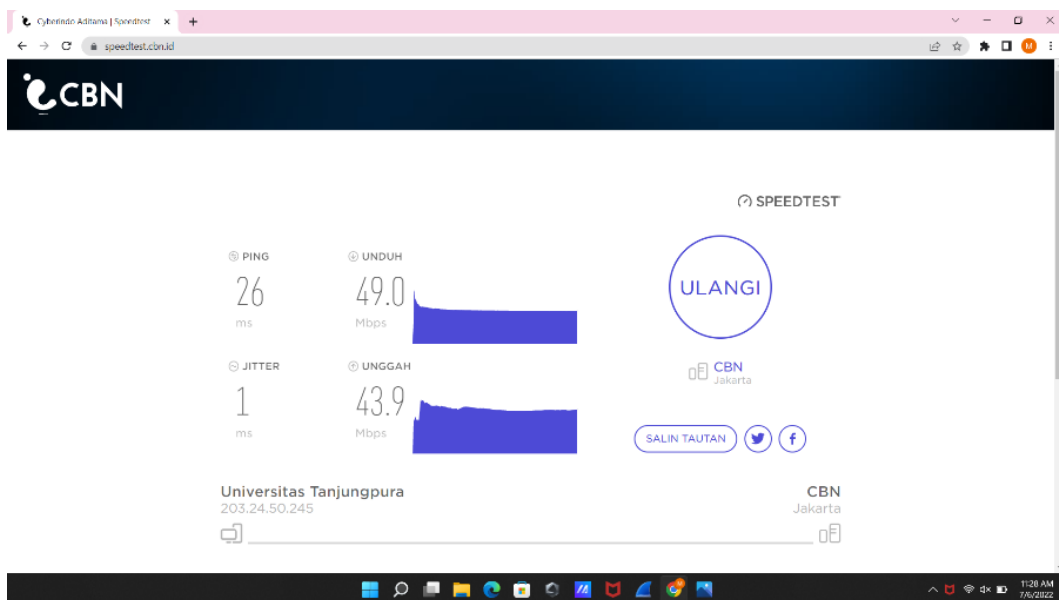 Cyberindo Aditama | Speedtest
speedtest.cbn.id
M
CBN
SPEEDTEST
PING
26
ms
UNDUH
49.0
Mbps
ULANGI
JITTER
1
ms
UNGGAH
43.9
Mbps
CBN
Jakarta
SALIN TAUTAN
Universitas Tanjungpura
203.24.50.245
CBN
Jakarta
11:28 AM
7/6/2022